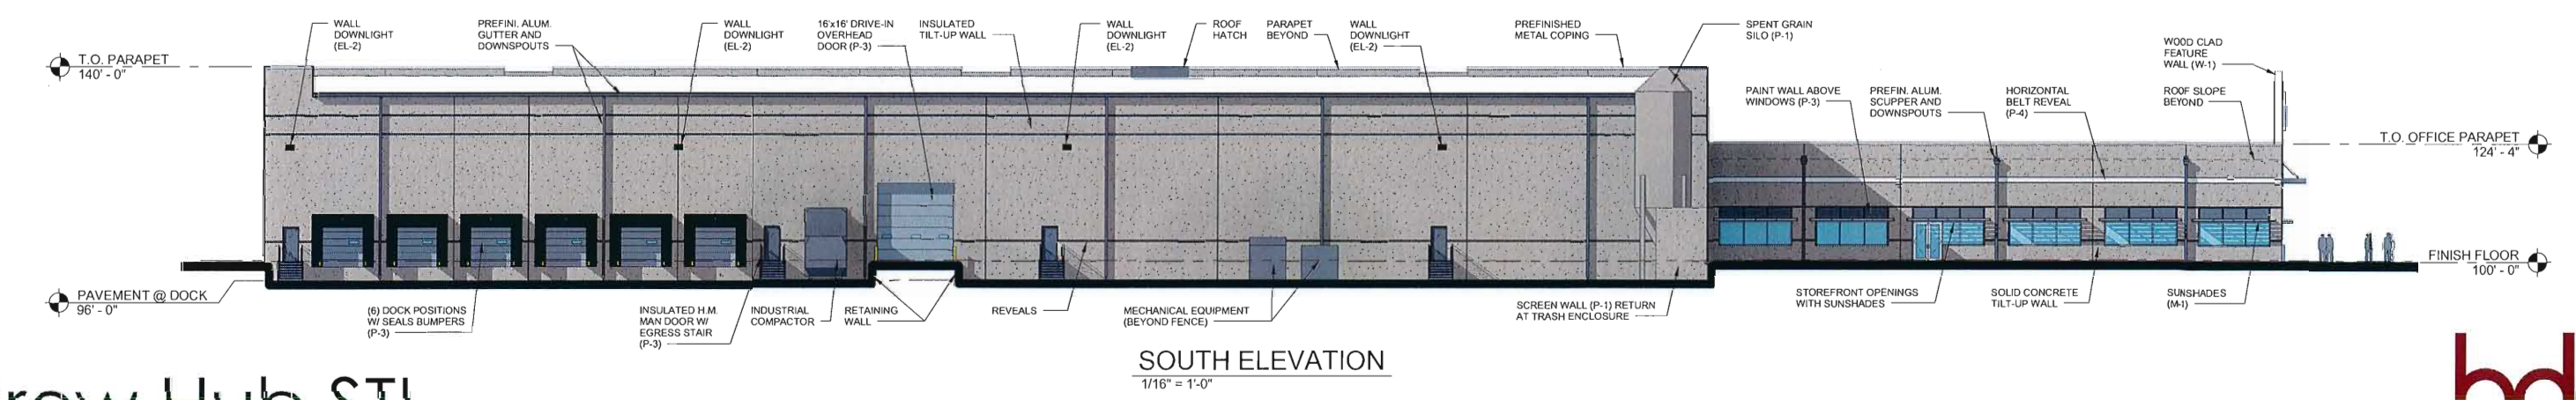 WALL
DOWNLIGHT
(EL-2)
PREFINI. ALUM.
GUTTER AND
DOWNSPOUTS
WALL
DOWNLIGHT
(EL-2)
16'x16' DRIVE-IN
OVERHEAD
DOOR (P-3)
INSULATED
TILT-UP WALL
WALL
DOWNLIGHT
(EL-2)
ROOF
HATCH
PARAPET
BEYOND
WALL
DOWNLIGHT
(EL-2)
PREFINISHED
METAL COPING
SPENT GRAIN
SILO (P-1)
WOOD CLAD
FEATURE
WALL (W-1)
T.O. PARAPET
140' - 0"
PAINT WALL ABOVE
WINDOWS (P-3)
PREFIN. ALUM.
SCUPPER AND
DOWNSPOUTS
HORIZONTAL
BELT REVEAL
(P-4)
ROOF SLOPE
BEYOND
T.O. OFFICE PARAPET
124' - 4"
FINISH FLOOR
100' - 0"
PAVEMENT @ DOCK
96' - 0"
(6) DOCK POSITIONS
W/ SEALS BUMPERS
(P-3)
INSULATED H.M.
MAN DOOR W/
EGRESS STAIR
(P-3)
INDUSTRIAL
COMPACTOR
RETAINING
WALL
REVEALS
MECHANICAL EQUIPMENT
(BEYOND FENCE)
SCREEN WALL (P-1) RETURN
AT TRASH ENCLOSURE
STOREFRONT OPENINGS
WITH SUNSHADES
SOLID CONCRETE
TILT-UP WALL
SUNSHADES
(M-1)
SOUTH ELEVATION
1/16" = 1'-0"
rew Hub STL
bd